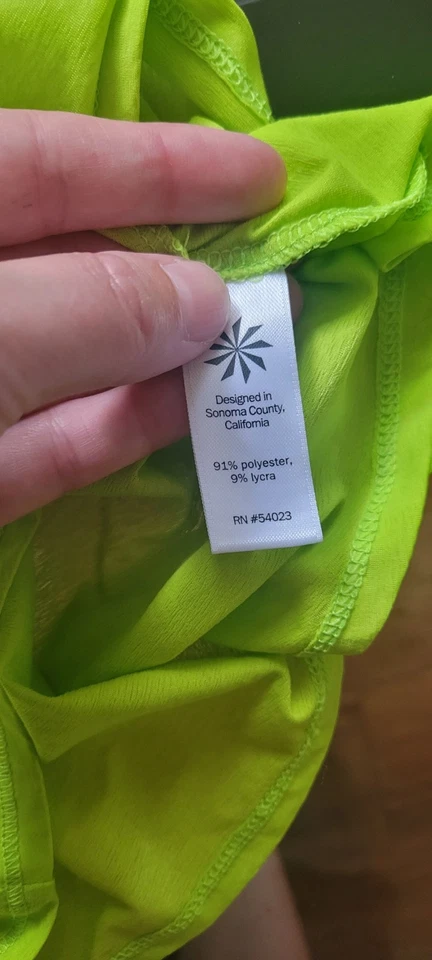 Designed in
Sonoma County,
California
91% polyester,
9% lycra
RN #54023